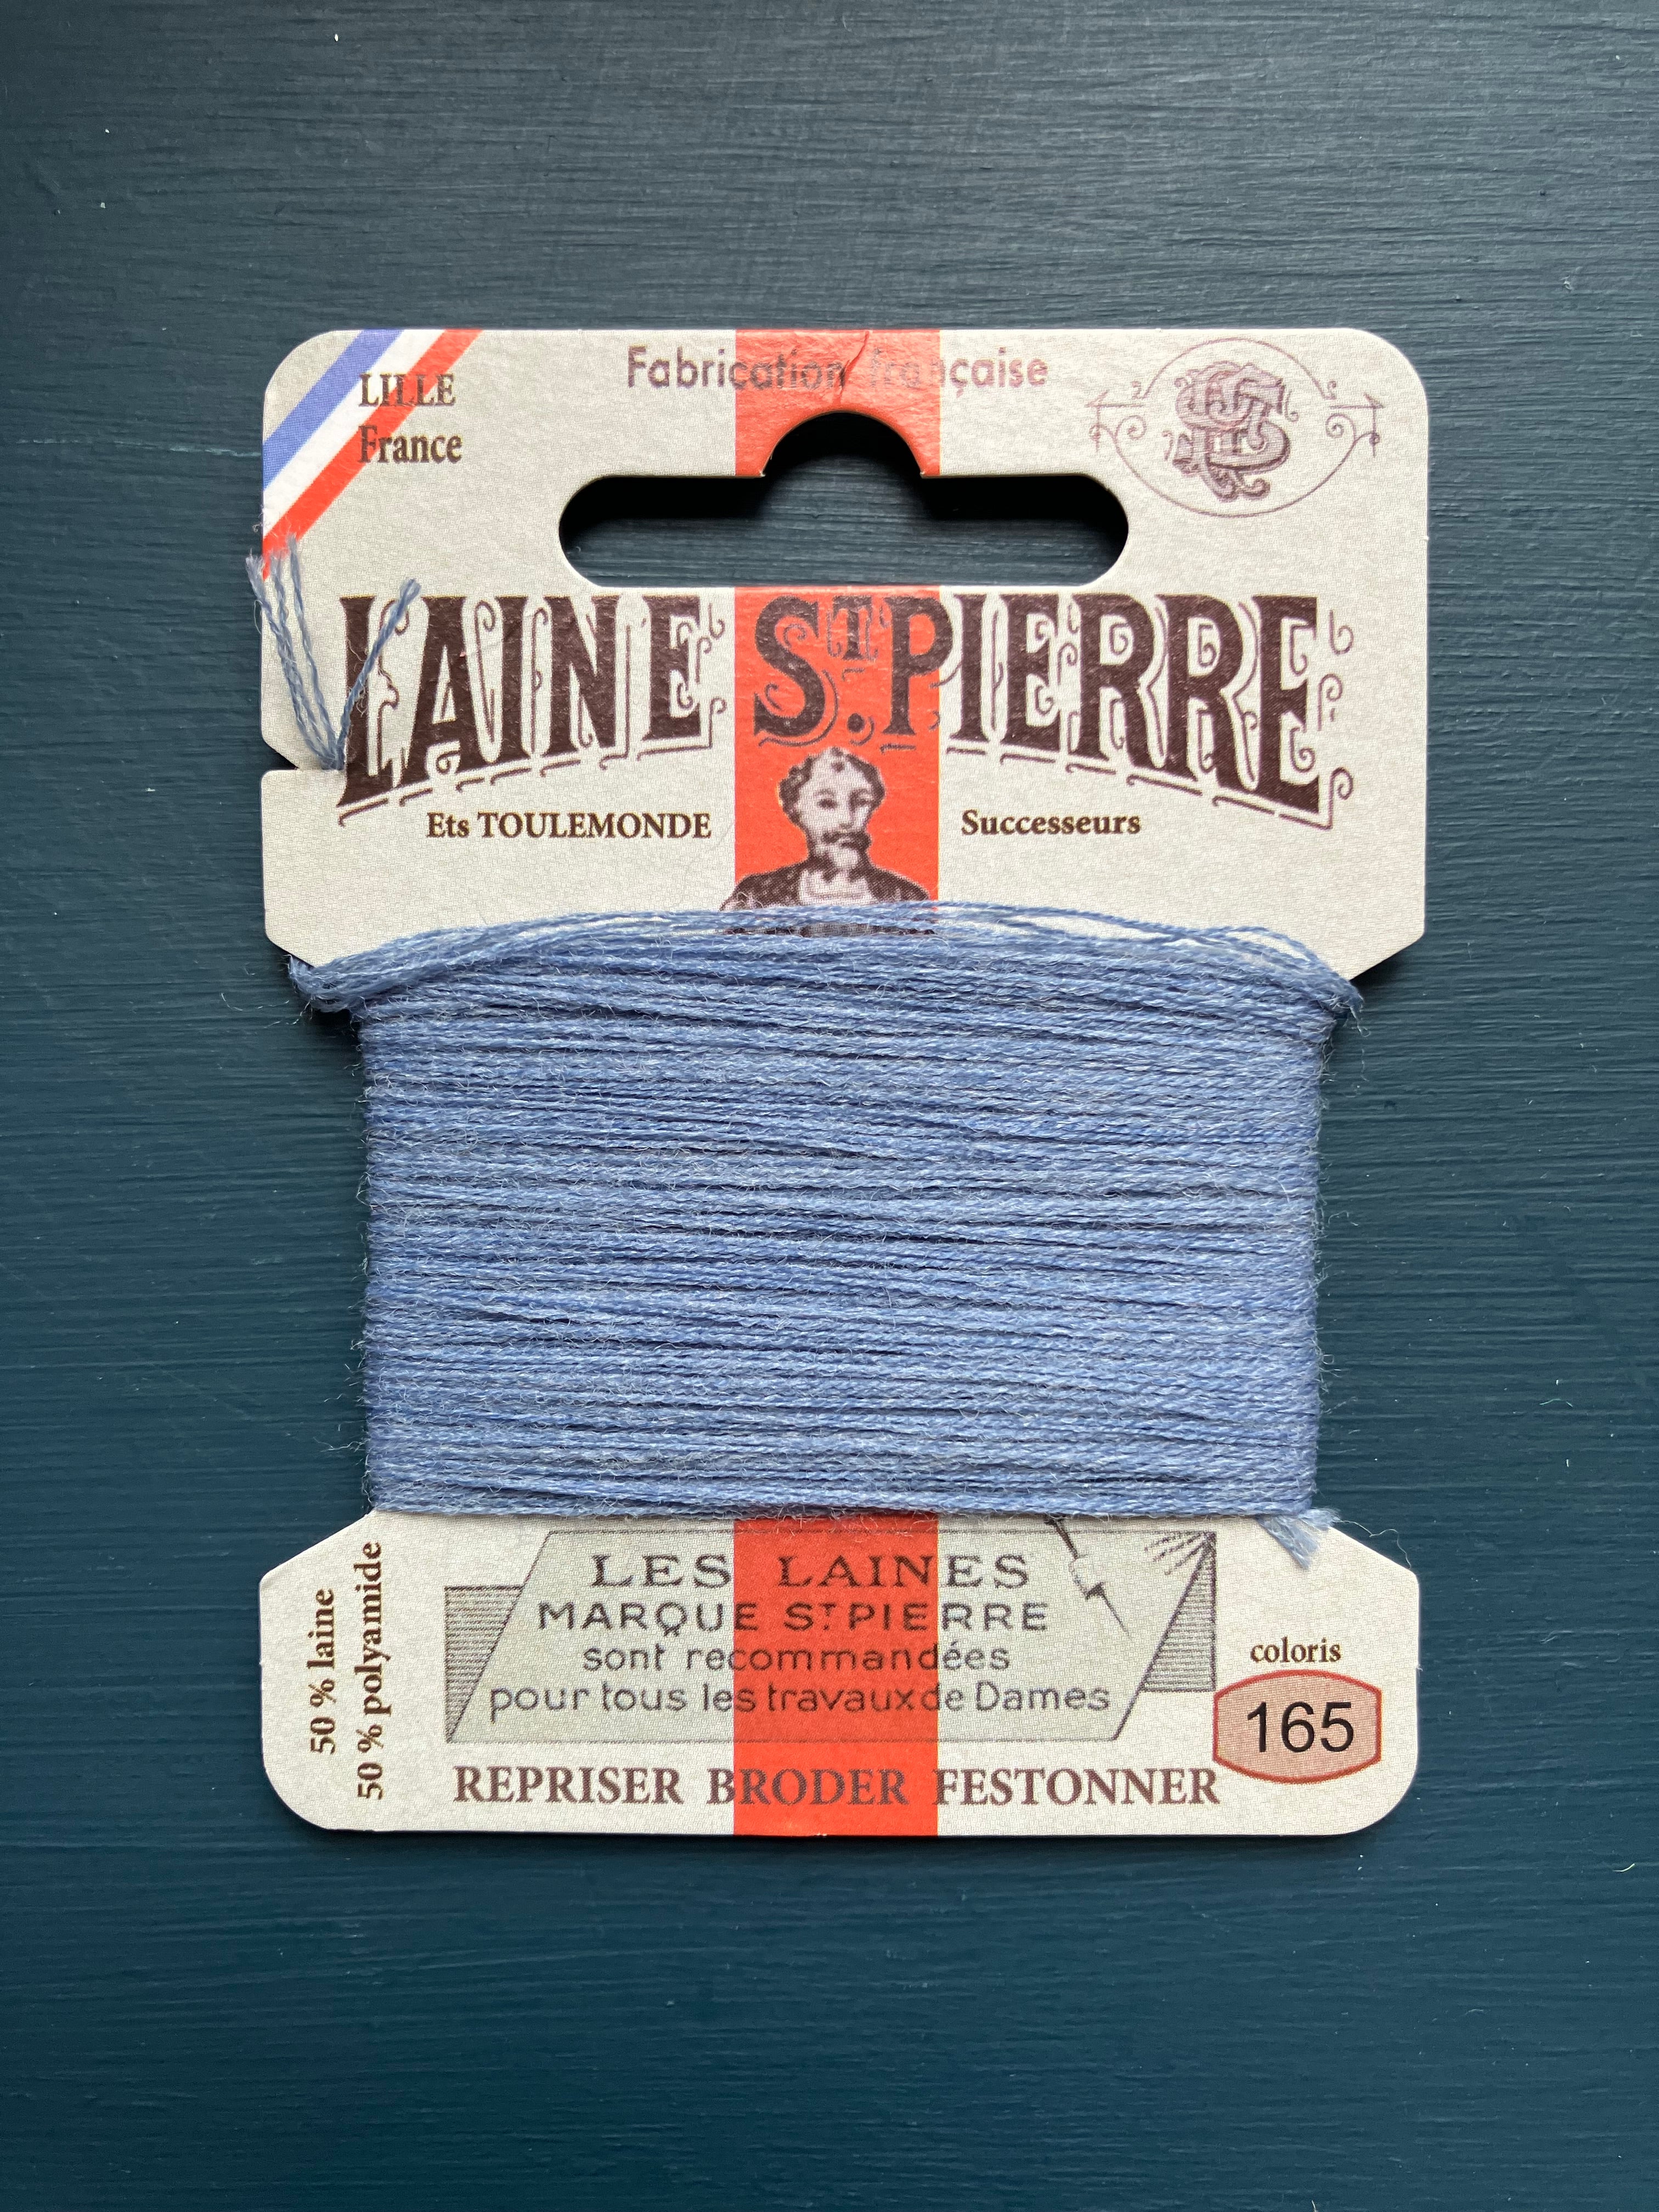 LILLE
France
Fabrication française
LAINE ST. PIERRE
Ets TOULEMONDE Successeurs
50 % laine
50 % polyamide
LES LAINES
MARQUE ST PIERRE
sont recommandées
pour tous les travaux de Dames
REPRISER BRODER FESTONNER
coloris
165